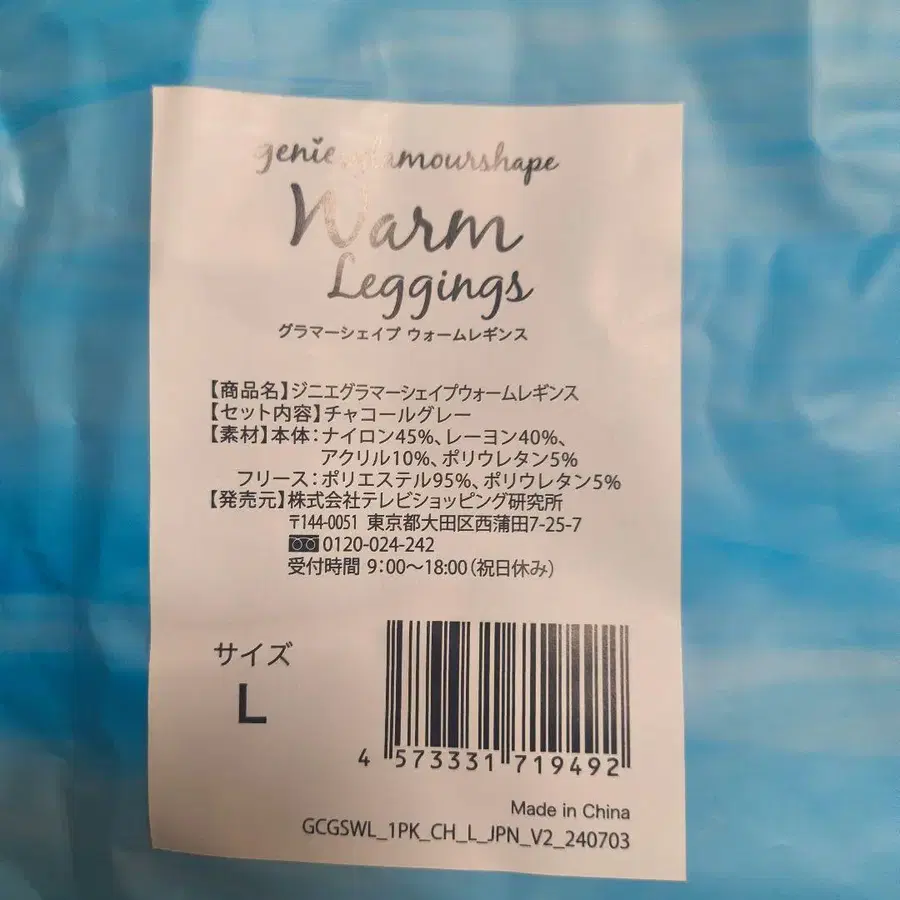 genie glamourshape
Warm
Leggings
グラマーシェイプ ウォームレギンス
【商品名】ジニエグラマーシェイプウォームレギンス
【セット内容】チャコールグレー
【素材】本体：ナイロン45%、レーヨン40%、
アクリル10%、ポリウレタン5%
フリース：ポリエステル95%、ポリウレタン5%
【発売元】株式会社テレビショッピング研究所
〒144-0051 東京都大田区西蒲田7-25-7
0120-024-242
受付時間 9：00～18:00（祝日休み）
サイズ
L
4 573331 719492
Made in China
GCGSWL_1PK_CH_L_JPN_V2_240703